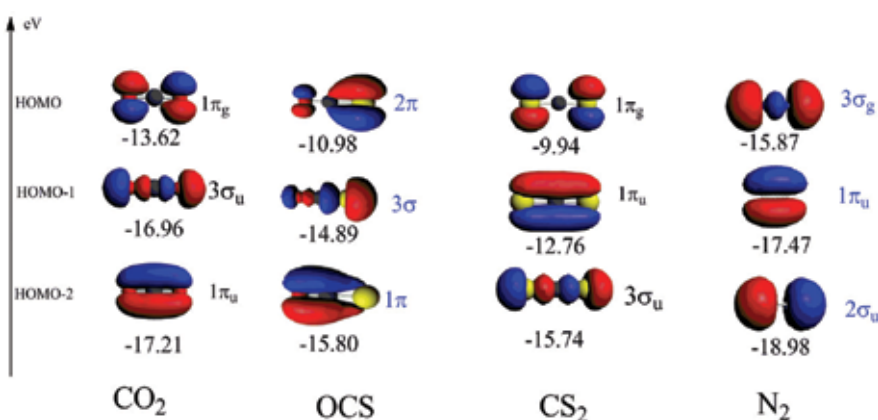 eV
HOMO 1πg 2π 1πg 3σg
-13.62 -10.98 -9.94 -15.87
HOMO-1 3σu 3σ 1πu 1πu
-16.96 -14.89 -12.76 -17.47
HOMO-2 1πu 1π 3σu 2σu
-17.21 -15.80 -15.74 -18.98
CO2 OCS CS2 N2